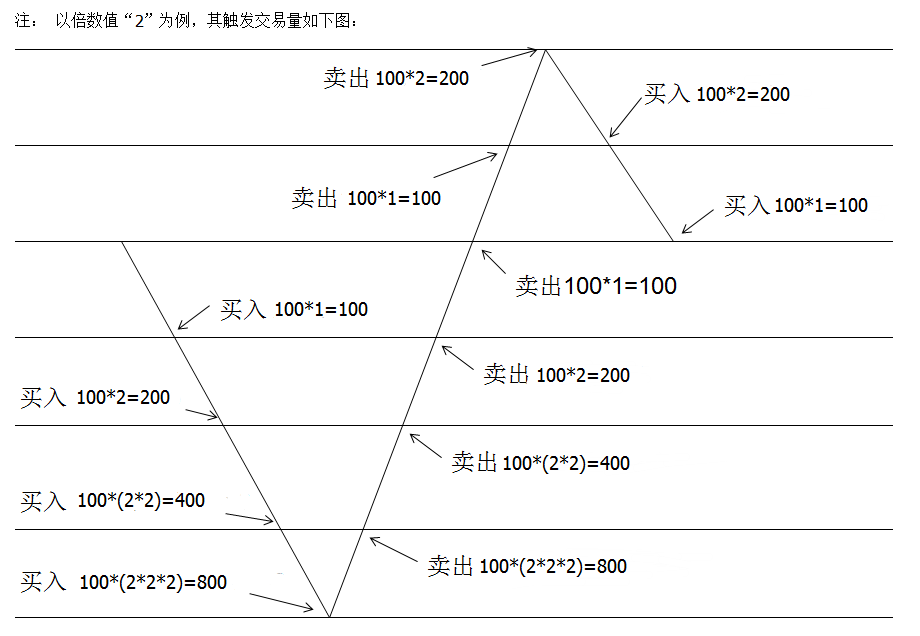 注： 以倍数值“2”为例，其触发交易量如下图：
卖出 100*2=200
买入 100*2=200
卖出 100*1=100
买入 100*1=100
卖出100*1=100
买入 100*1=100
卖出 100*2=200
买入 100*2=200
卖出 100*(2*2)=400
买入 100*(2*2)=400
卖出 100*(2*2*2)=800
买入 100*(2*2*2)=800